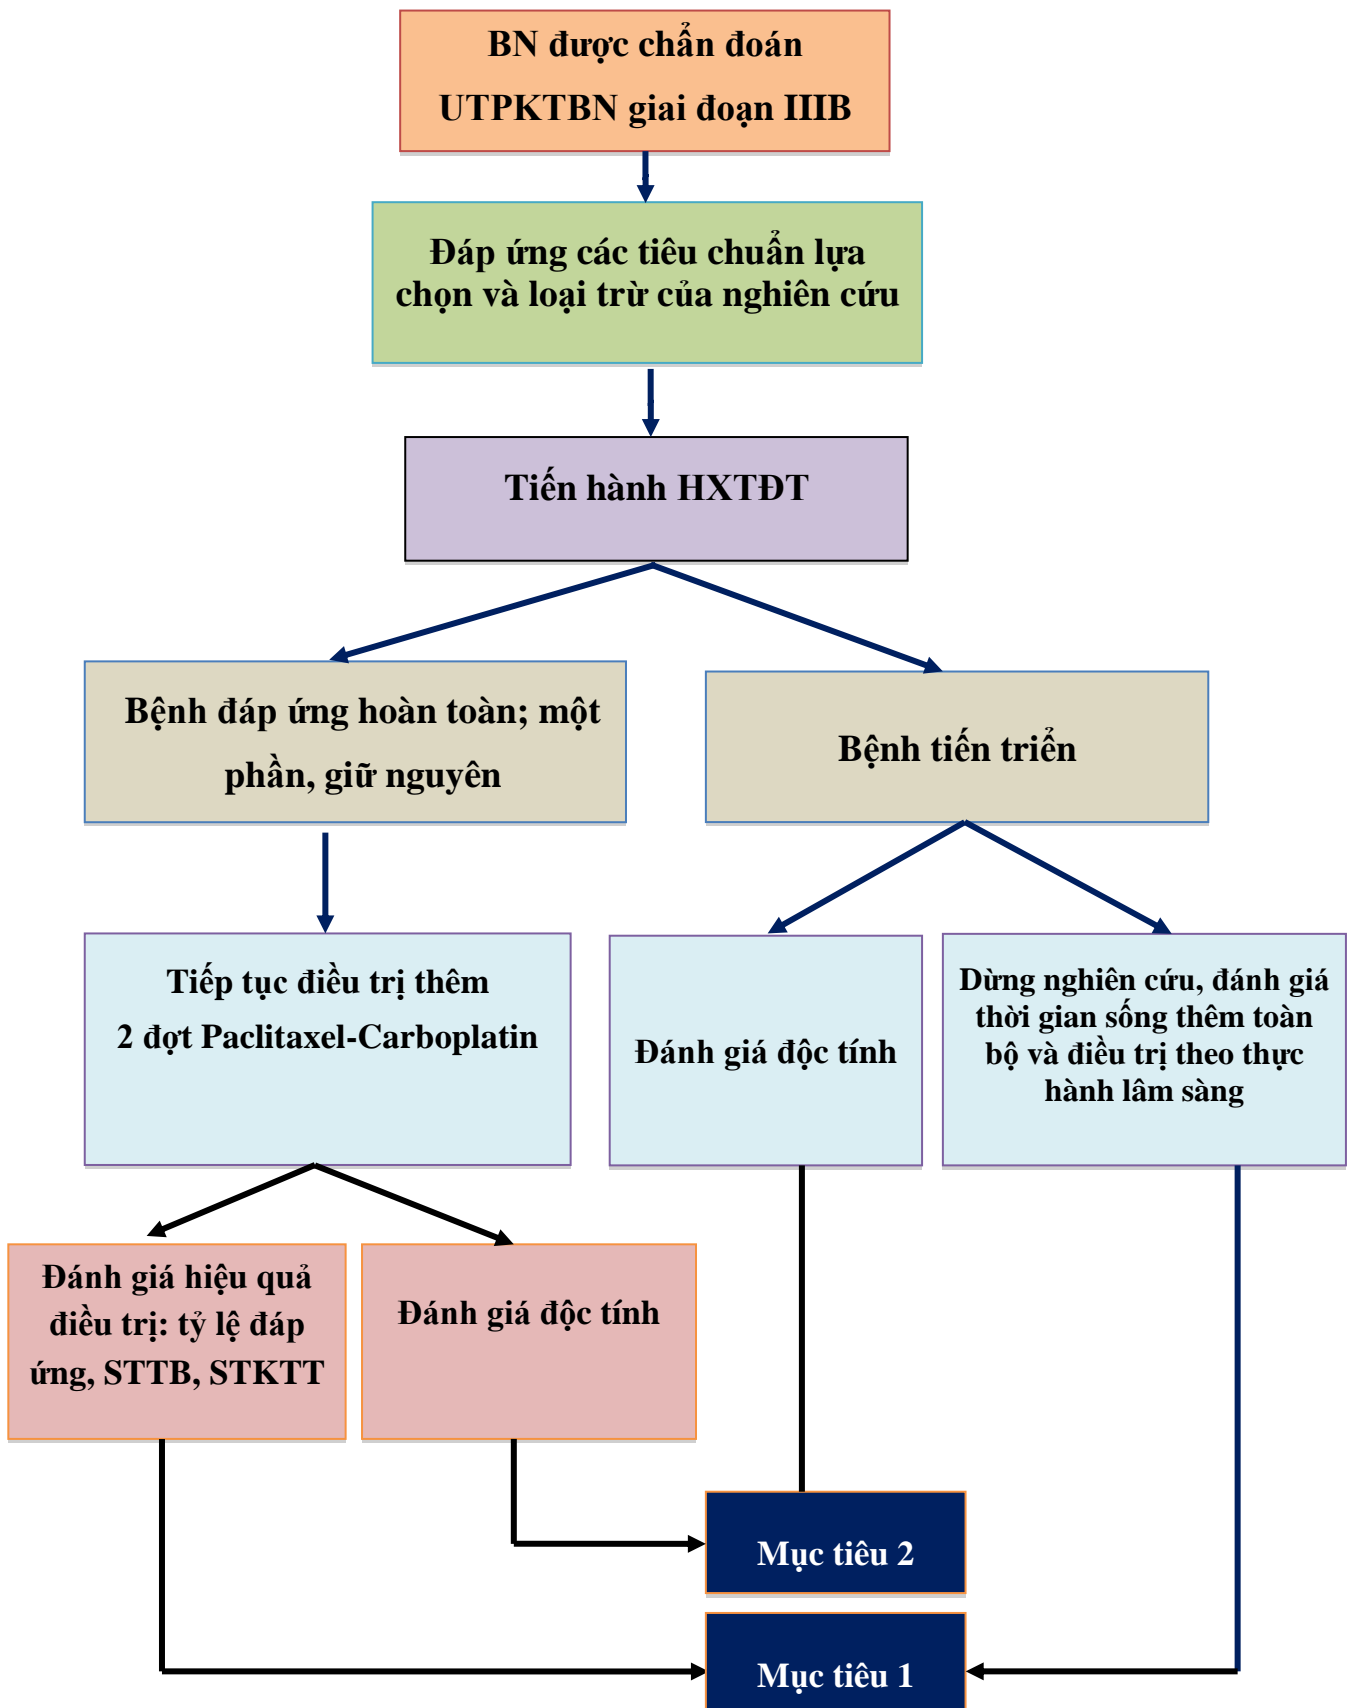 BN được chẩn đoán
UTPKTBN giai đoạn IIIB
Đáp ứng các tiêu chuẩn lựa
chọn và loại trừ của nghiên cứu
Tiến hành HXTĐT
Bệnh đáp ứng hoàn toàn; một
phần, giữ nguyên
Bệnh tiến triển
Tiếp tục điều trị thêm
2 đợt Paclitaxel-Carboplatin
Đánh giá độc tính
Dừng nghiên cứu, đánh giá
thời gian sống thêm toàn
bộ và điều trị theo thực
hành lâm sàng
Đánh giá hiệu quả
điều trị: tỷ lệ đáp
ứng, STTB, STKTT
Đánh giá độc tính
Mục tiêu 2
Mục tiêu 1